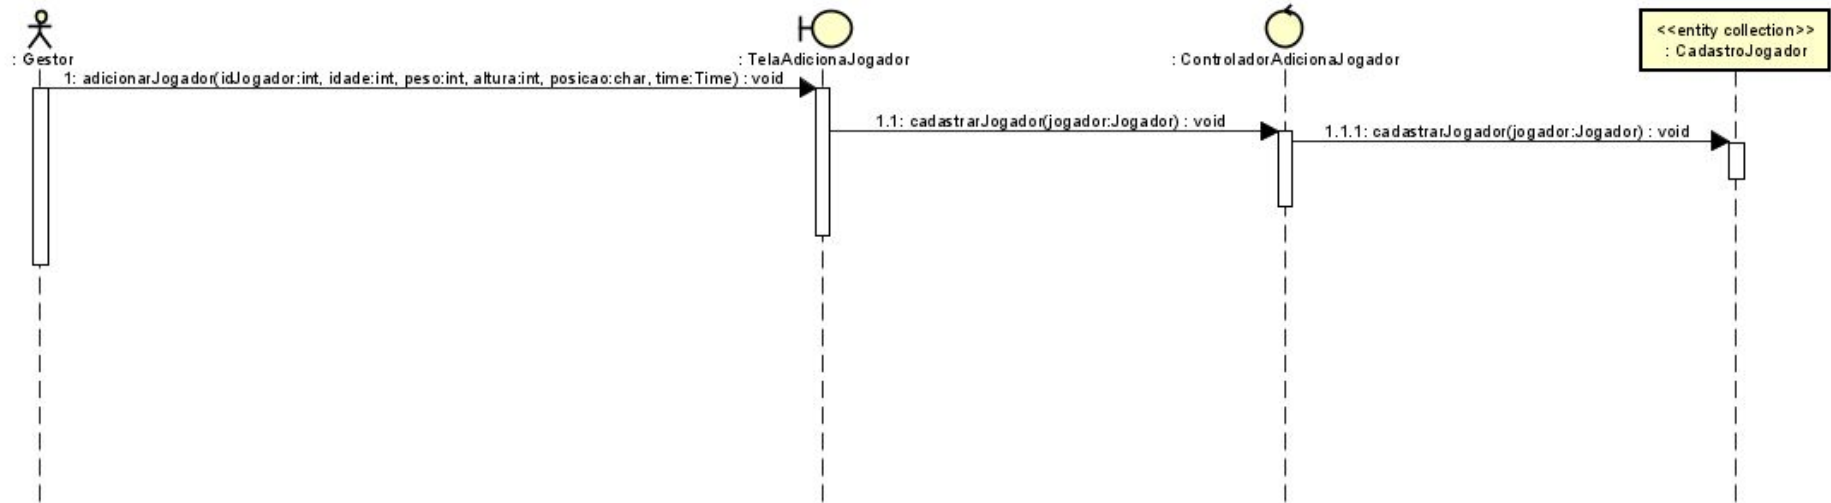 : Gestor
: TelaAdicionaJogador
: ControladorAdicionaJogador
<<entity collection>>
: CadastroJogador
1: adicionarJogador(idJogador:int, idade:int, peso:int, altura:int, posicao:char, time:Time) : void
1.1: cadastrarJogador(jogador:Jogador) : void
1.1.1: cadastrarJogador(jogador:Jogador) : void